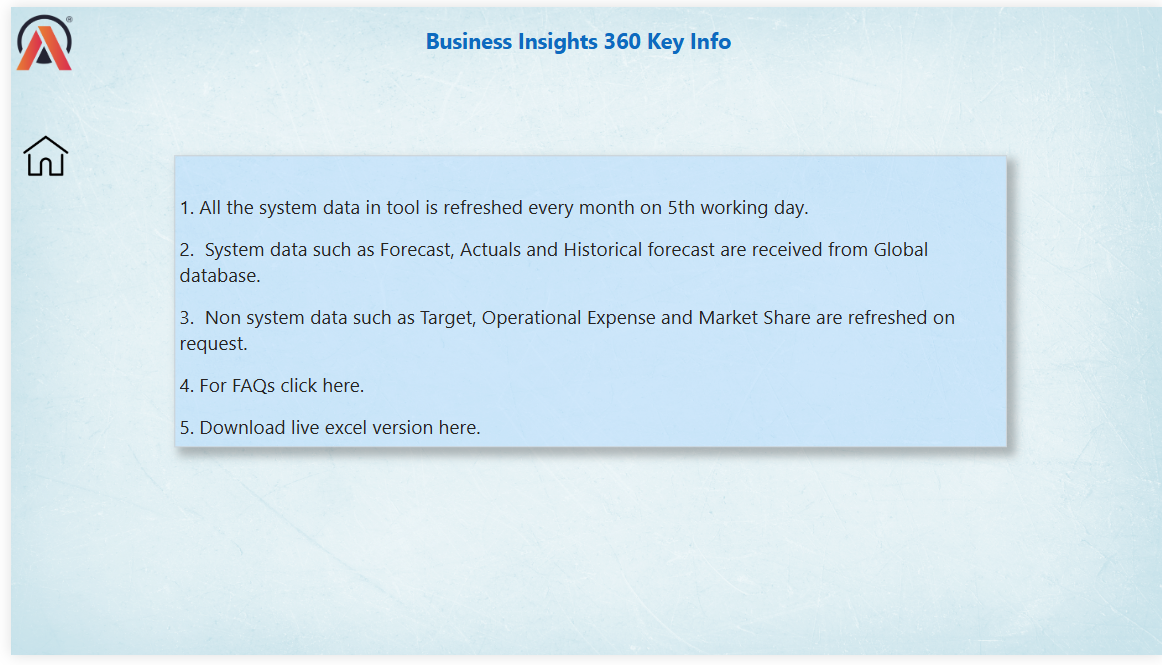 ®
Business Insights 360 Key Info
1. All the system data in tool is refreshed every month on 5th working day.
2.  System data such as Forecast, Actuals and Historical forecast are received from Global
database.
3.  Non system data such as Target, Operational Expense and Market Share are refreshed on
request.
4. For FAQs click here.
5. Download live excel version here.